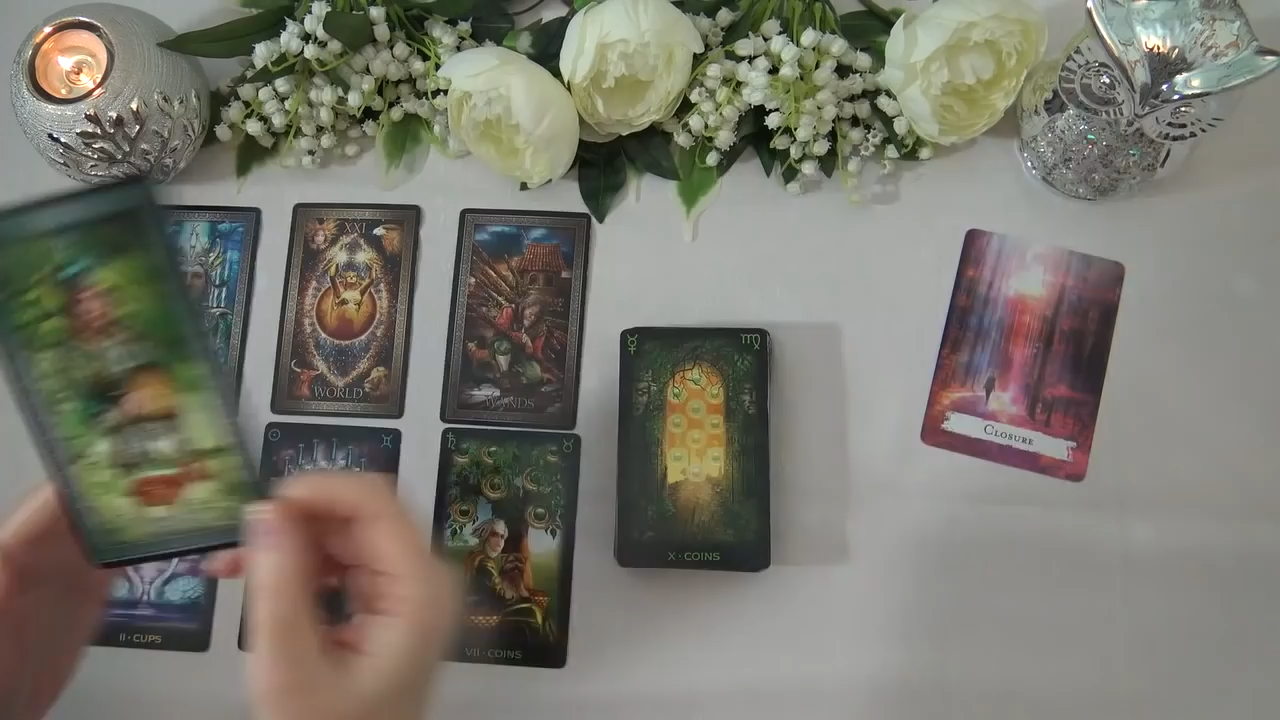 XXI
WORLD
WANDS
II·CUPS
VII·COINS
X·COINS
CLOSURE